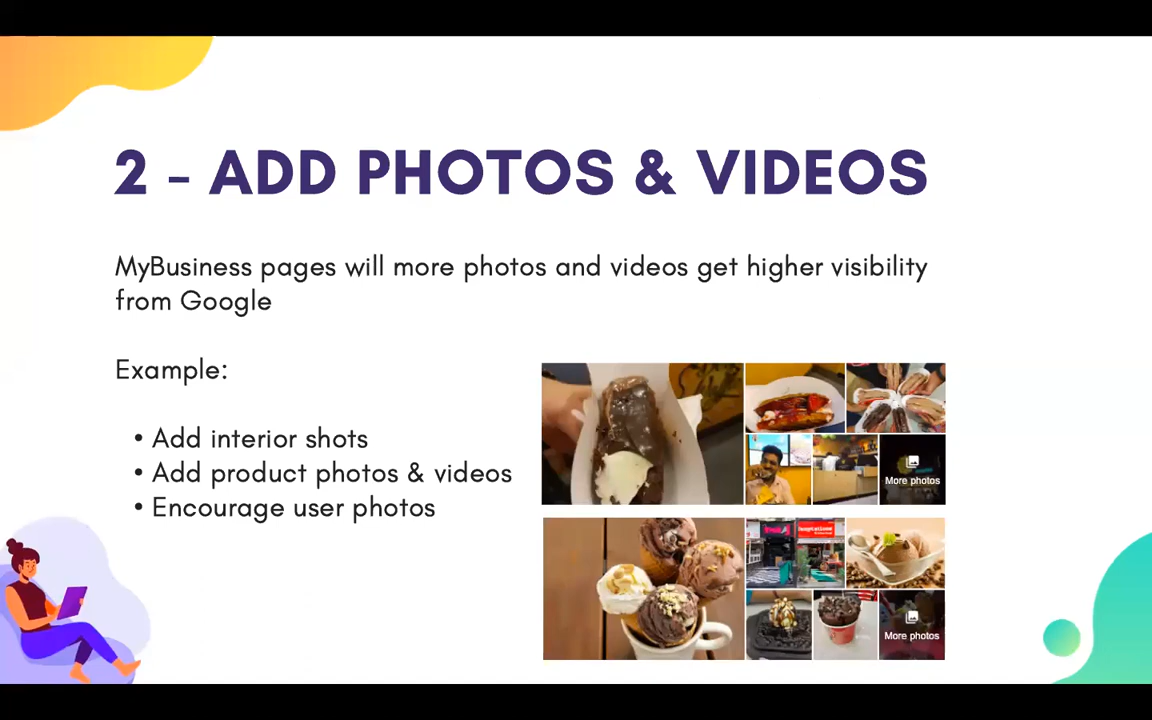 2 - ADD PHOTOS & VIDEOS
MyBusiness pages will more photos and videos get higher visibility
from Google
Example:
• Add interior shots
• Add product photos & videos
• Encourage user photos
More photos
More photos